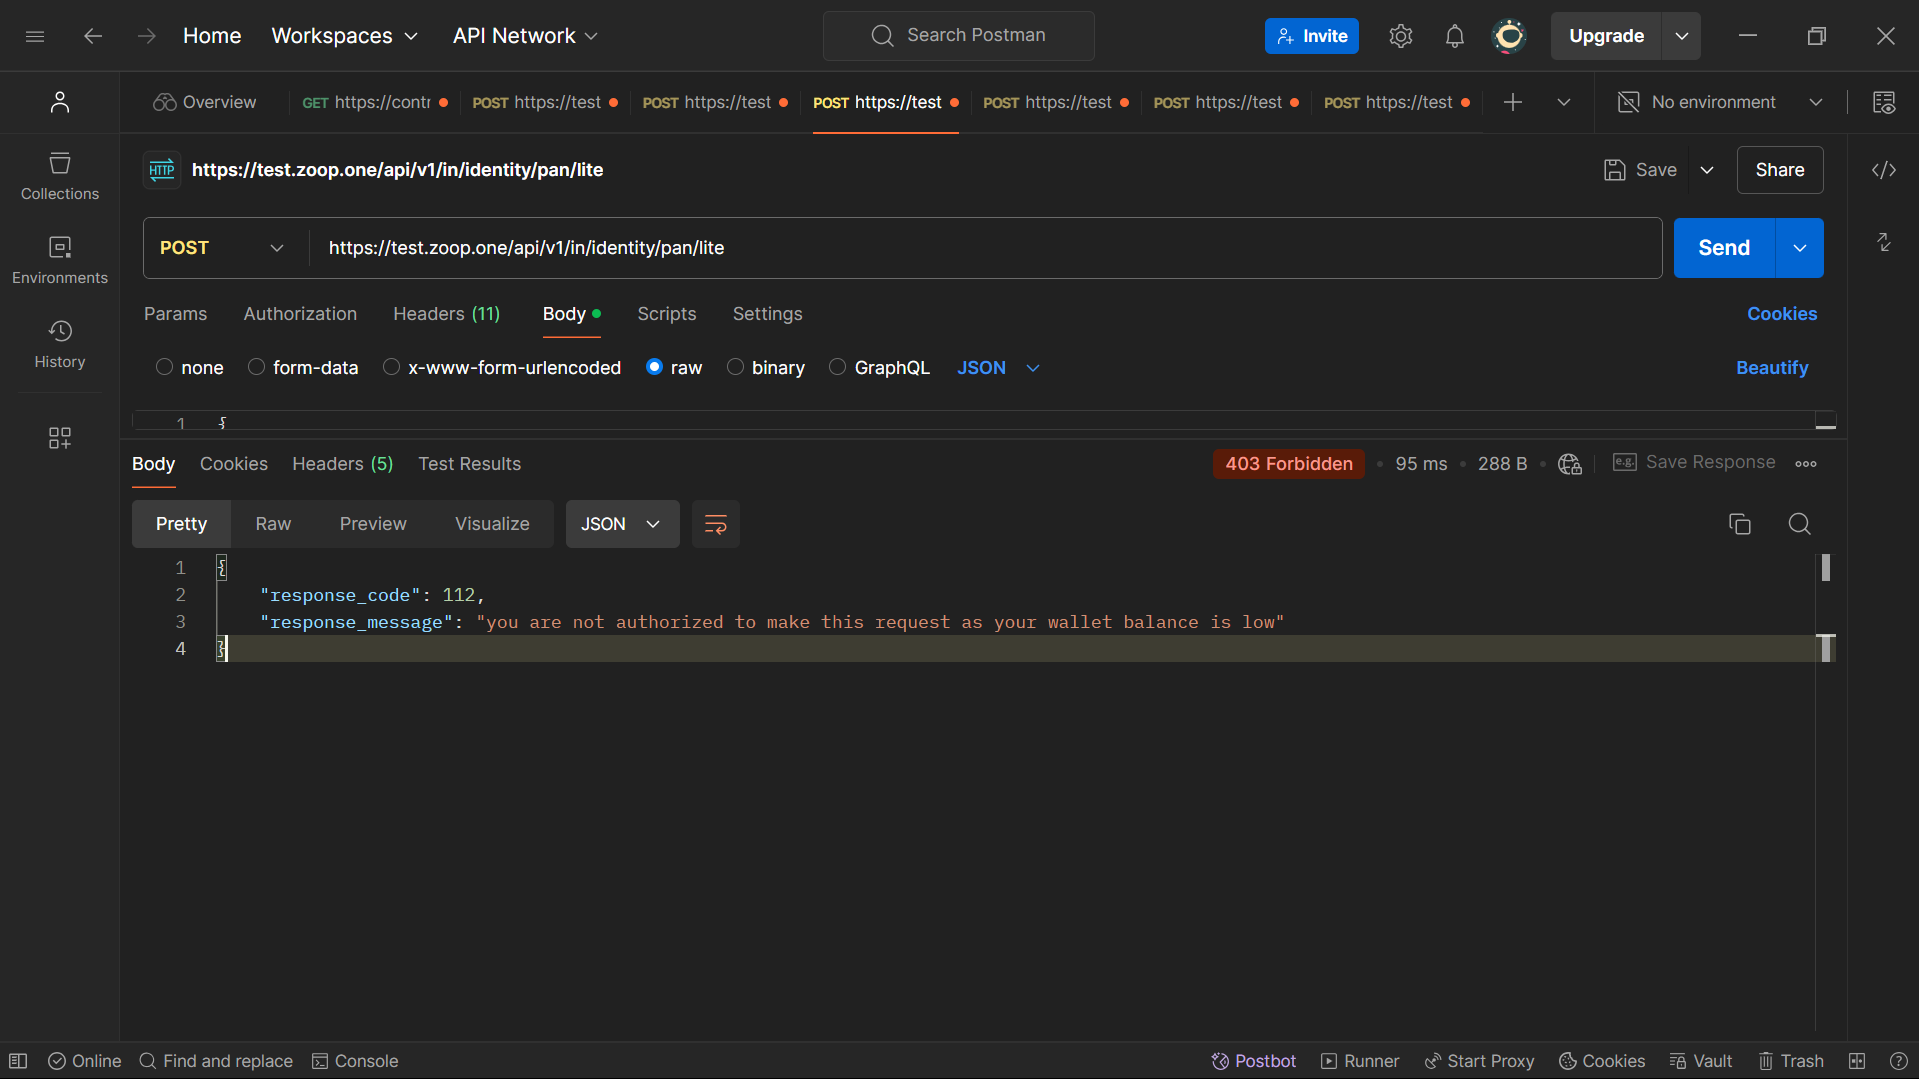 Home Workspaces API Network Search Postman Invite Upgrade
Overview GET https://contr POST https://test POST https://test POST https://test POST https://test POST https://test POST https://test No environment
HTTP https://test.zoop.one/api/v1/in/identity/pan/lite Save Share
Collections
POST https://test.zoop.one/api/v1/in/identity/pan/lite Send
Environments
Params Authorization Headers (11) Body Scripts Settings Cookies
History
none form-data x-www-form-urlencoded raw binary GraphQL JSON Beautify
1 {
Body Cookies Headers (5) Test Results 403 Forbidden 95 ms 288 B e.g. Save Response
Pretty Raw Preview Visualize JSON
1 {
2 "response_code": 112,
3 "response_message": "you are not authorized to make this request as your wallet balance is low"
4 }
Online Find and replace Console Postbot Runner Start Proxy Cookies Vault Trash